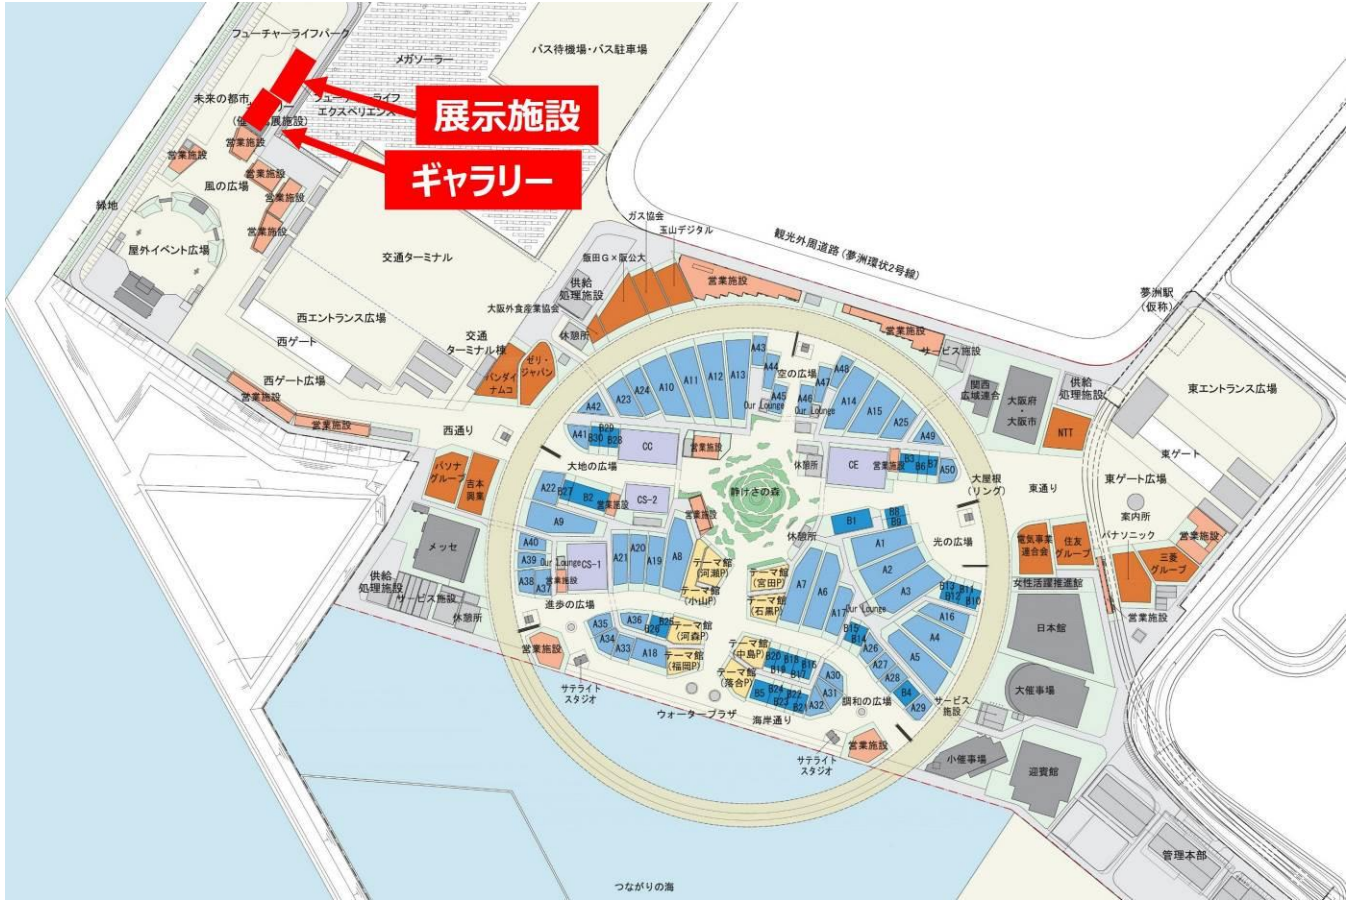 フューチャーライフパーク
メガソーラー
バス待機場・バス駐車場
未来の都市
フューチャーライフ
エクスペリエンス
展示施設
ギャラリー
営業施設
営業施設
営業施設
営業施設
営業施設
風の広場
緑地
屋外イベント広場
交通ターミナル
西エントランス広場
西ゲート
西ゲート広場
営業施設
営業施設
西通り
交通
ターミナル棟
大阪外食産業協会
供給
処理施設
休憩所
飯田G×阪公大
ガス協会
玉山デジタル
営業施設
観光外周道路(夢洲環状2号線)
営業施設
サービス施設
夢洲駅
(仮称)
バンダイ
ナムコ
ゼリ・
ジャパン
パソナ
グループ
吉本
興業
メッセ
供給
処理施設
サービス施設
休憩所
A42
A23
A24
A10
A11
A12
A13
A43
A44
A45
Our Lounge
空の広場
A46
A47
Our Lounge
A48
A14
A15
A25
A49
A41
B29
B30
B28
CC
営業施設
大地の広場
A22
B27
B2
営業施設
CS-2
営業施設
A9
静けさの森
休憩所
CE
営業施設
B3
B6
B7
A50
大屋根
(リング)
A40
A39
A38
A37
Our Lounge
営業施設
CS-1
A21
A20
A19
A8
テーマ館
(河瀨P)
テーマ館
(小山P)
進歩の広場
営業施設
A35
A34
A33
A36
A18
B25
B26
テーマ館
(河森P)
テーマ館
(福岡P)
テーマ館
(宮田P)
テーマ館
(石黒P)
休憩所
B1
B8
B9
光の広場
A1
A2
A3
A7
A6
A17
Our Lounge
B13
B11
B12
B10
A16
A4
A5
B15
B14
A26
A27
A28
B4
A29
テーマ館
(中島P)
テーマ館
(落合P)
B20
B18
B16
B19
B17
B5
B24
B22
B23
B21
A30
A31
A32
調和の広場
サービス
施設
営業施設
サテライト
スタジオ
サテライト
スタジオ
ウォータープラザ
海岸通り
関西
広域連合
大阪府
・
大阪市
供給
処理施設
NTT
東エントランス広場
東ゲート
東ゲート広場
案内所
東通り
電気事業
連合会
住友
グループ
パナソニック
三菱
グループ
営業施設
営業施設
女性活躍推進館
日本館
大催事場
小催事場
迎賓館
管理本部
つながりの海